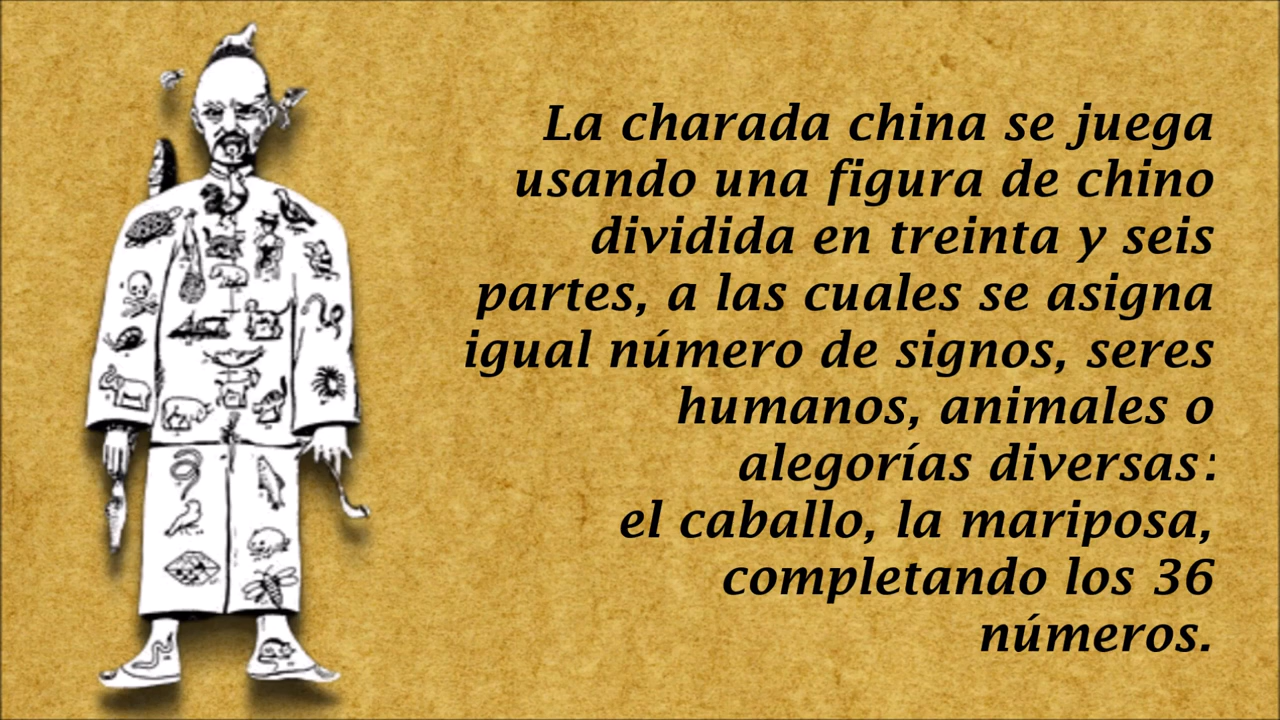 La charada china se juega
usando una figura de chino
dividida en treinta y seis
partes, a las cuales se asigna
igual número de signos, seres
humanos, animales o
alegorías diversas:
el caballo, la mariposa,
completando los 36
números.